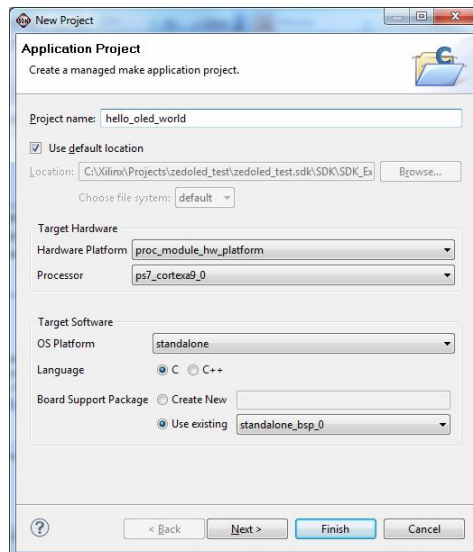 New Project
Application Project
Create a managed make application project.
Project name: hello_oled_world
Use default location
Location: C:\Xilinx\Projects\zedoled_test\zedoled_test.sdk\SDK\SDK_Ex Browse...
Choose file system: default
Target Hardware
Hardware Platform proc_module_hw_platform
Processor ps7_cortexa9_0
Target Software
OS Platform standalone
Language C C++
Board Support Package Create New
Use existing standalone_bsp_0
? < Back Next > Finish Cancel